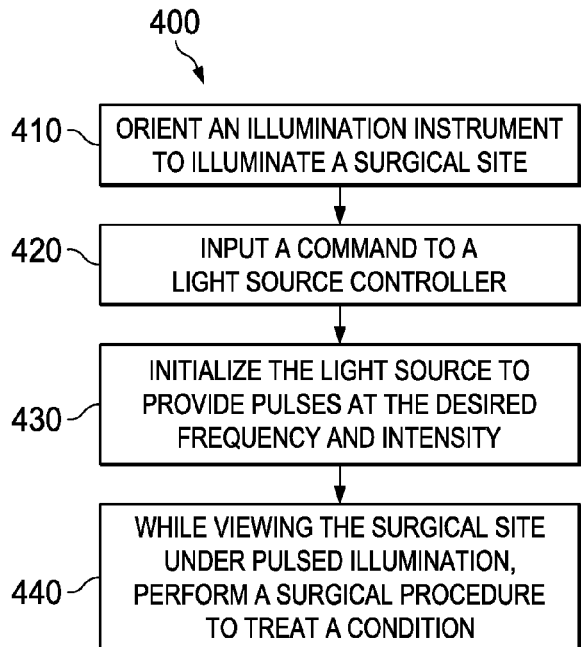 400
410
ORIENT AN ILLUMINATION INSTRUMENT
TO ILLUMINATE A SURGICAL SITE
420
INPUT A COMMAND TO A
LIGHT SOURCE CONTROLLER
430
INITIALIZE THE LIGHT SOURCE TO
PROVIDE PULSES AT THE DESIRED
FREQUENCY AND INTENSITY
440
WHILE VIEWING THE SURGICAL SITE
UNDER PULSED ILLUMINATION,
PERFORM A SURGICAL PROCEDURE
TO TREAT A CONDITION